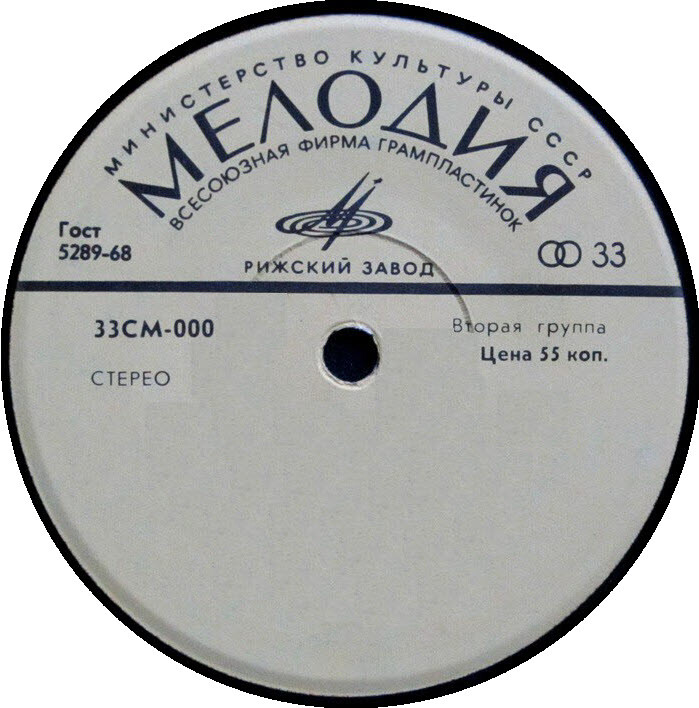 МИНИСТЕРСТВО КУЛЬТУРЫ СССР
МЕЛОДИЯ
ВСЕСОЮЗНАЯ ФИРМА ГРАМПЛАСТИНОК
Гост
5289-68
РИЖСКИЙ ЗАВОД
33
33СМ-000
Вторая группа
Цена 55 коп.
СТЕРЕО